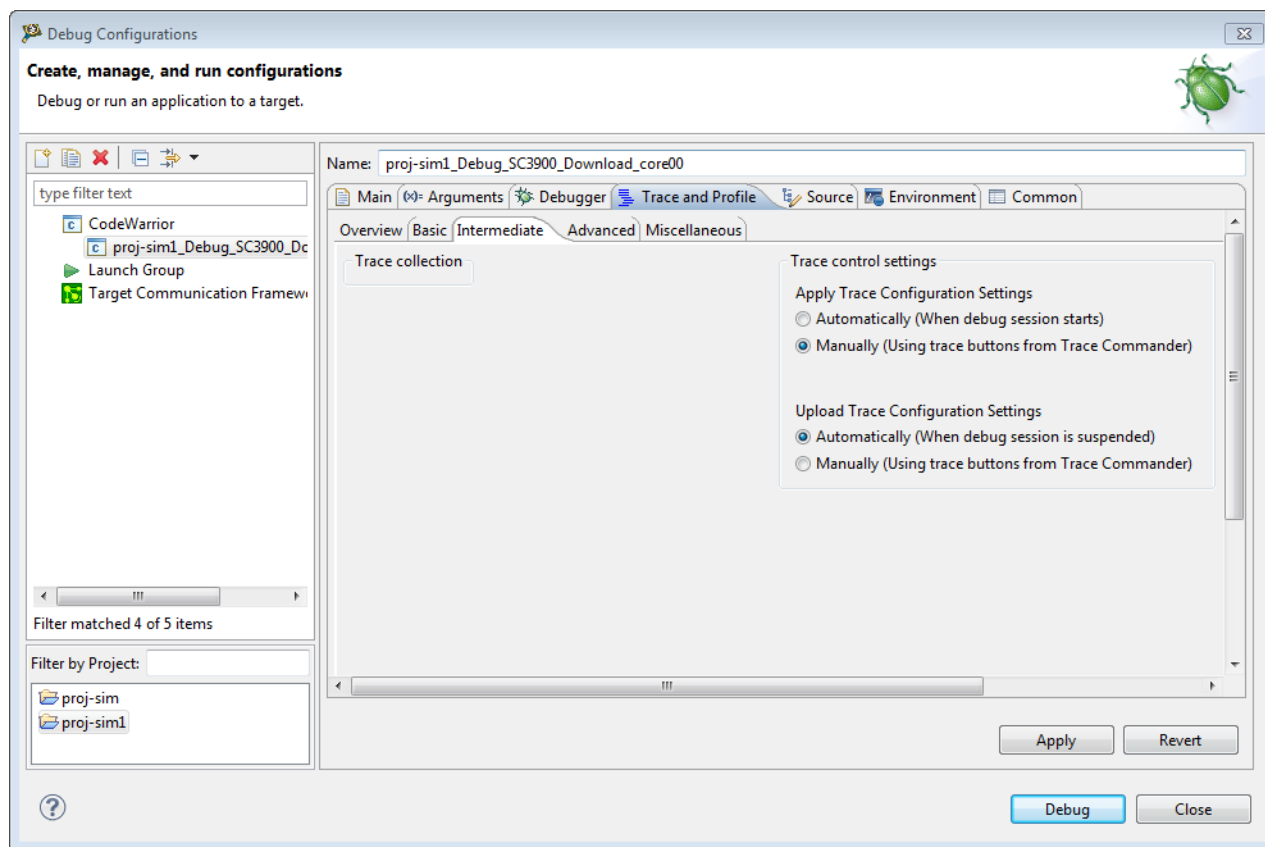 Debug Configurations
Create, manage, and run configurations
Debug or run an application to a target.
type filter text
CodeWarrior
proj-sim1_Debug_SC3900_Do
Launch Group
Target Communication Framew
Filter matched 4 of 5 items
Filter by Project:
proj-sim
proj-sim1
Name: proj-sim1_Debug_SC3900_Download_core00
Main (x)= Arguments Debugger Trace and Profile Source Environment Common
Overview Basic Intermediate Advanced Miscellaneous
Trace collection
Trace control settings
Apply Trace Configuration Settings
Automatically (When debug session starts)
Manually (Using trace buttons from Trace Commander)
Upload Trace Configuration Settings
Automatically (When debug session is suspended)
Manually (Using trace buttons from Trace Commander)
Apply Revert
Debug Close